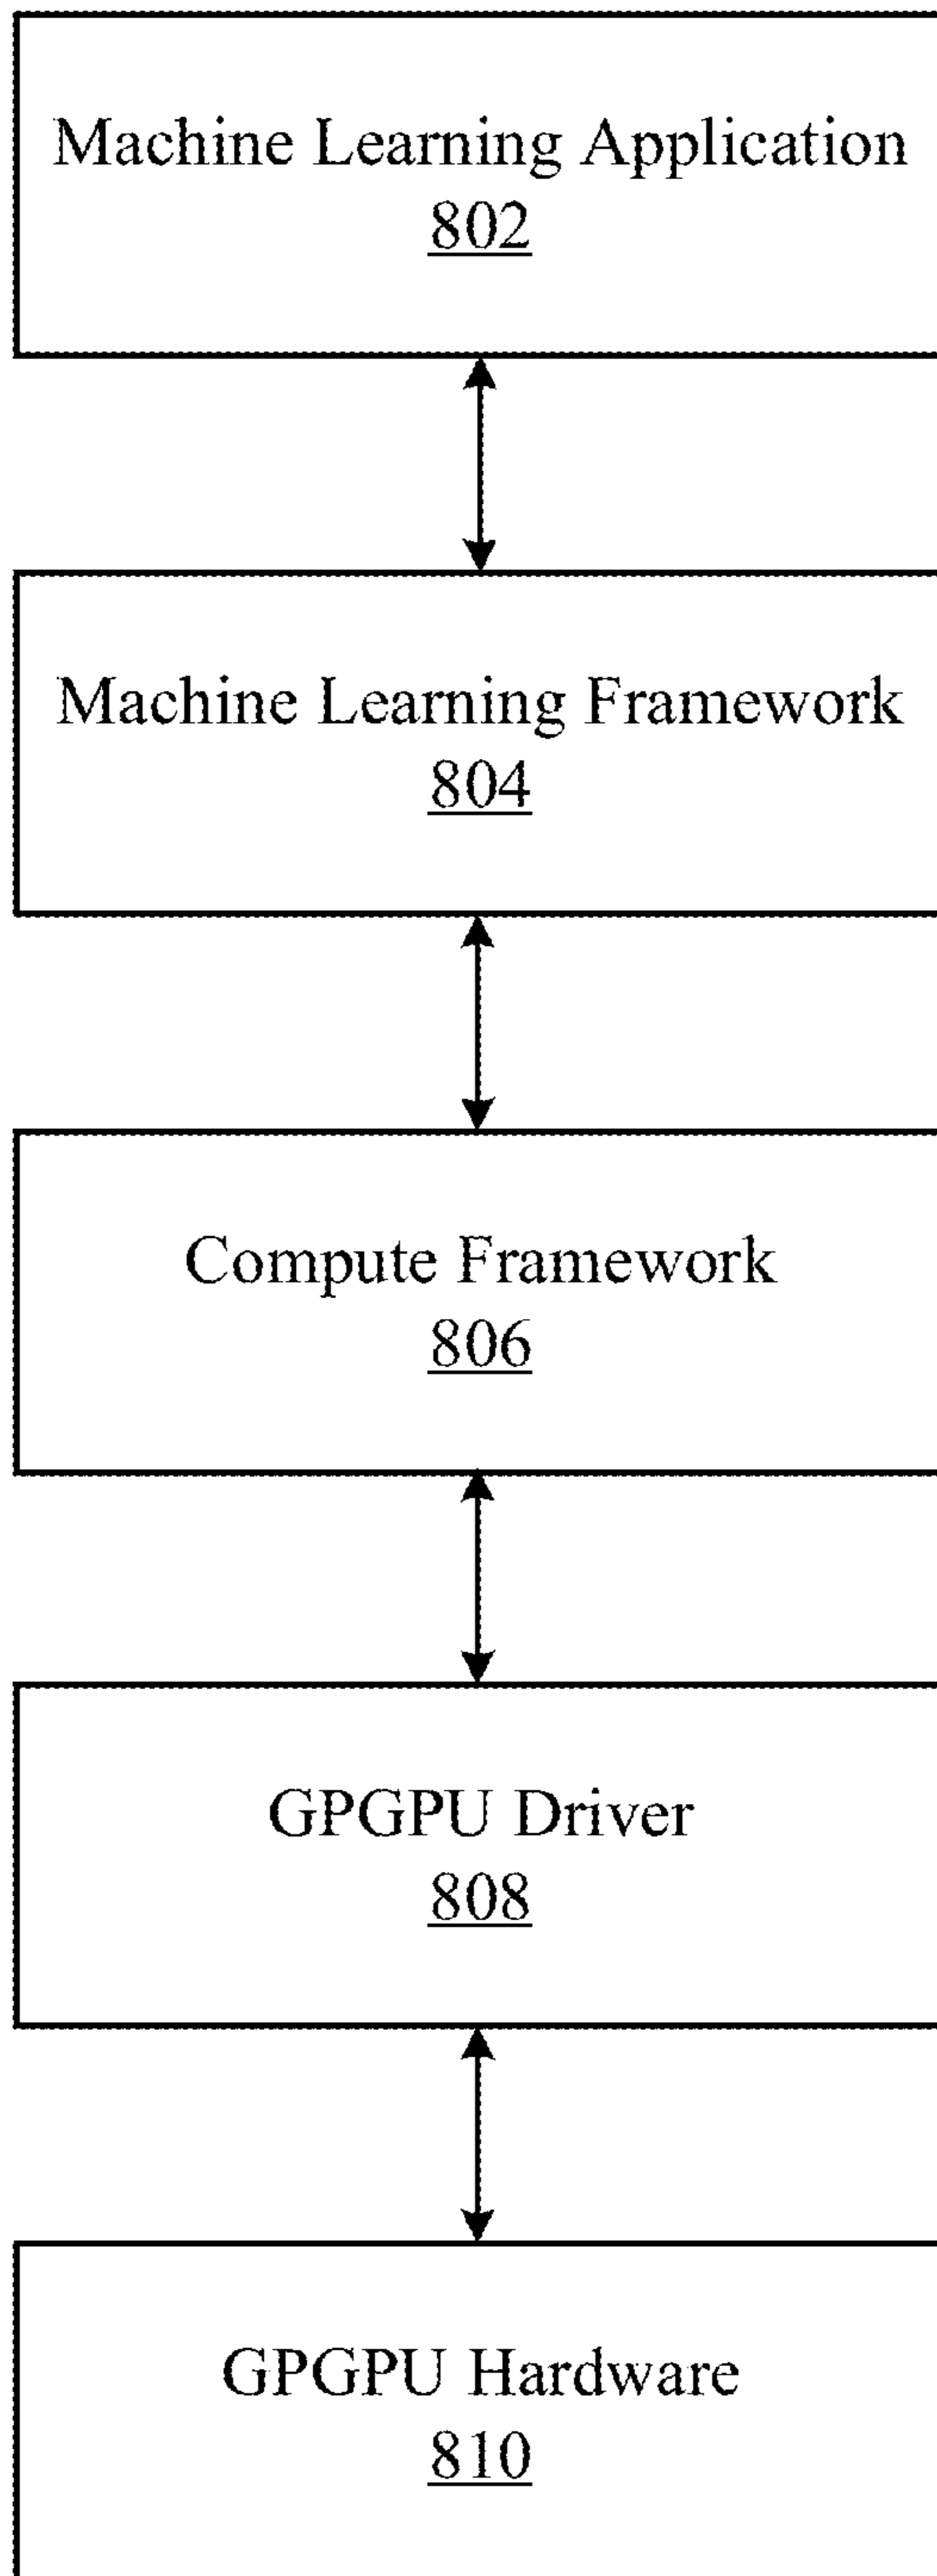 Machine Learning Application
802
Machine Learning Framework
804
Compute Framework
806
GPGPU Driver
808
GPGPU Hardware
810